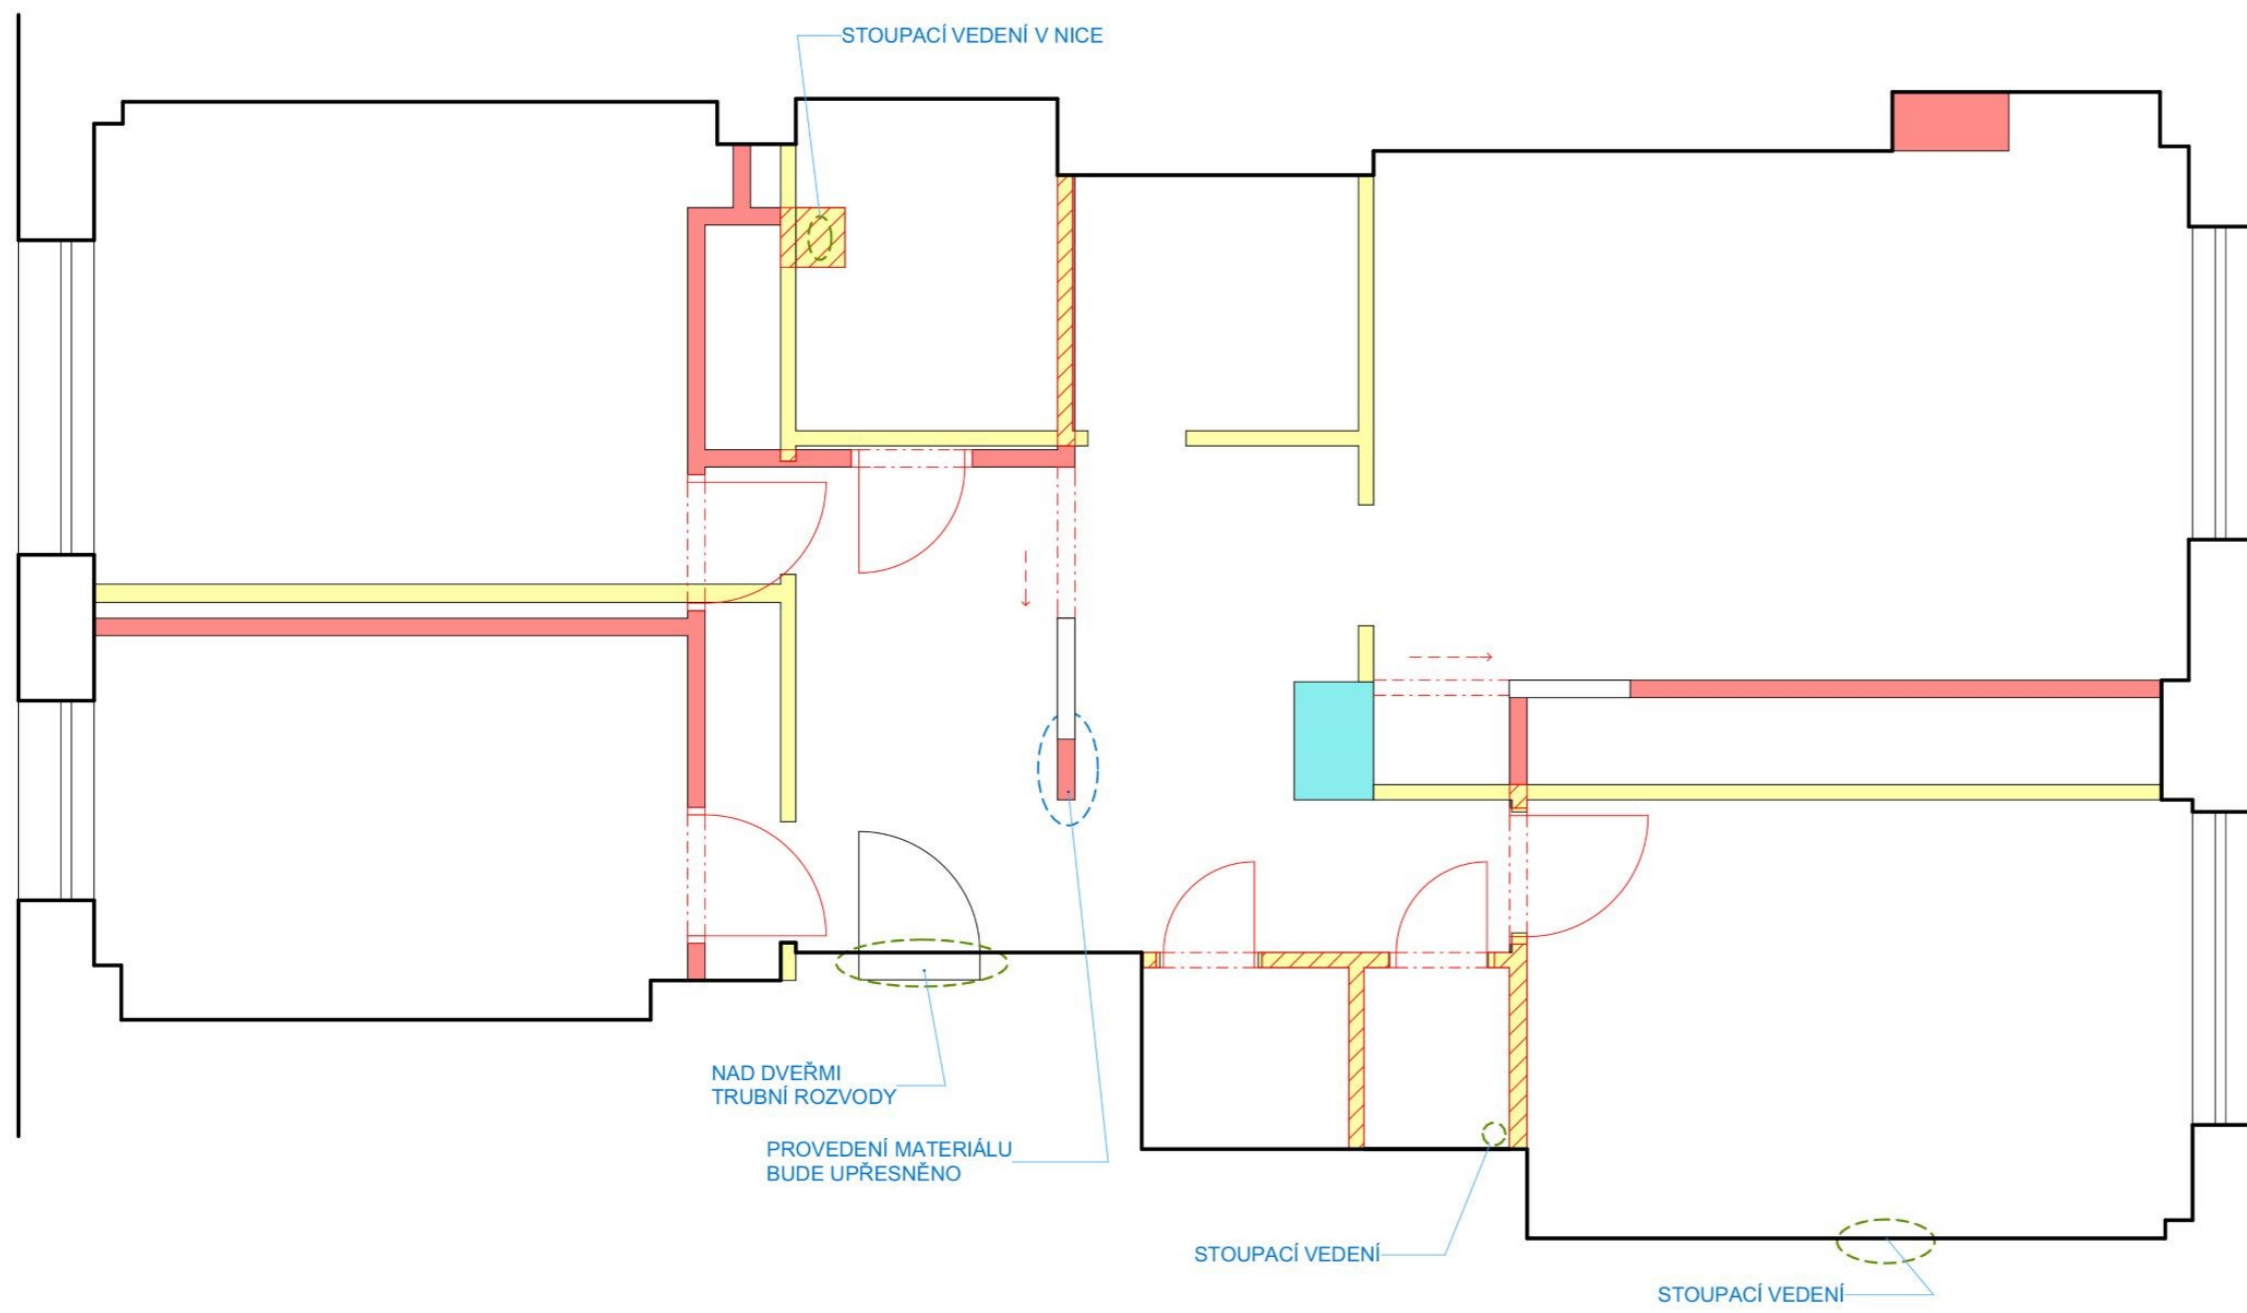 STOUPACÍ VEDENÍ V NICE
NAD DVEŘMI
TRUBNÍ ROZVODY
PROVEDENÍ MATERIÁLU
BUDE UPŘESNĚNO
STOUPACÍ VEDENÍ
STOUPACÍ VEDENÍ